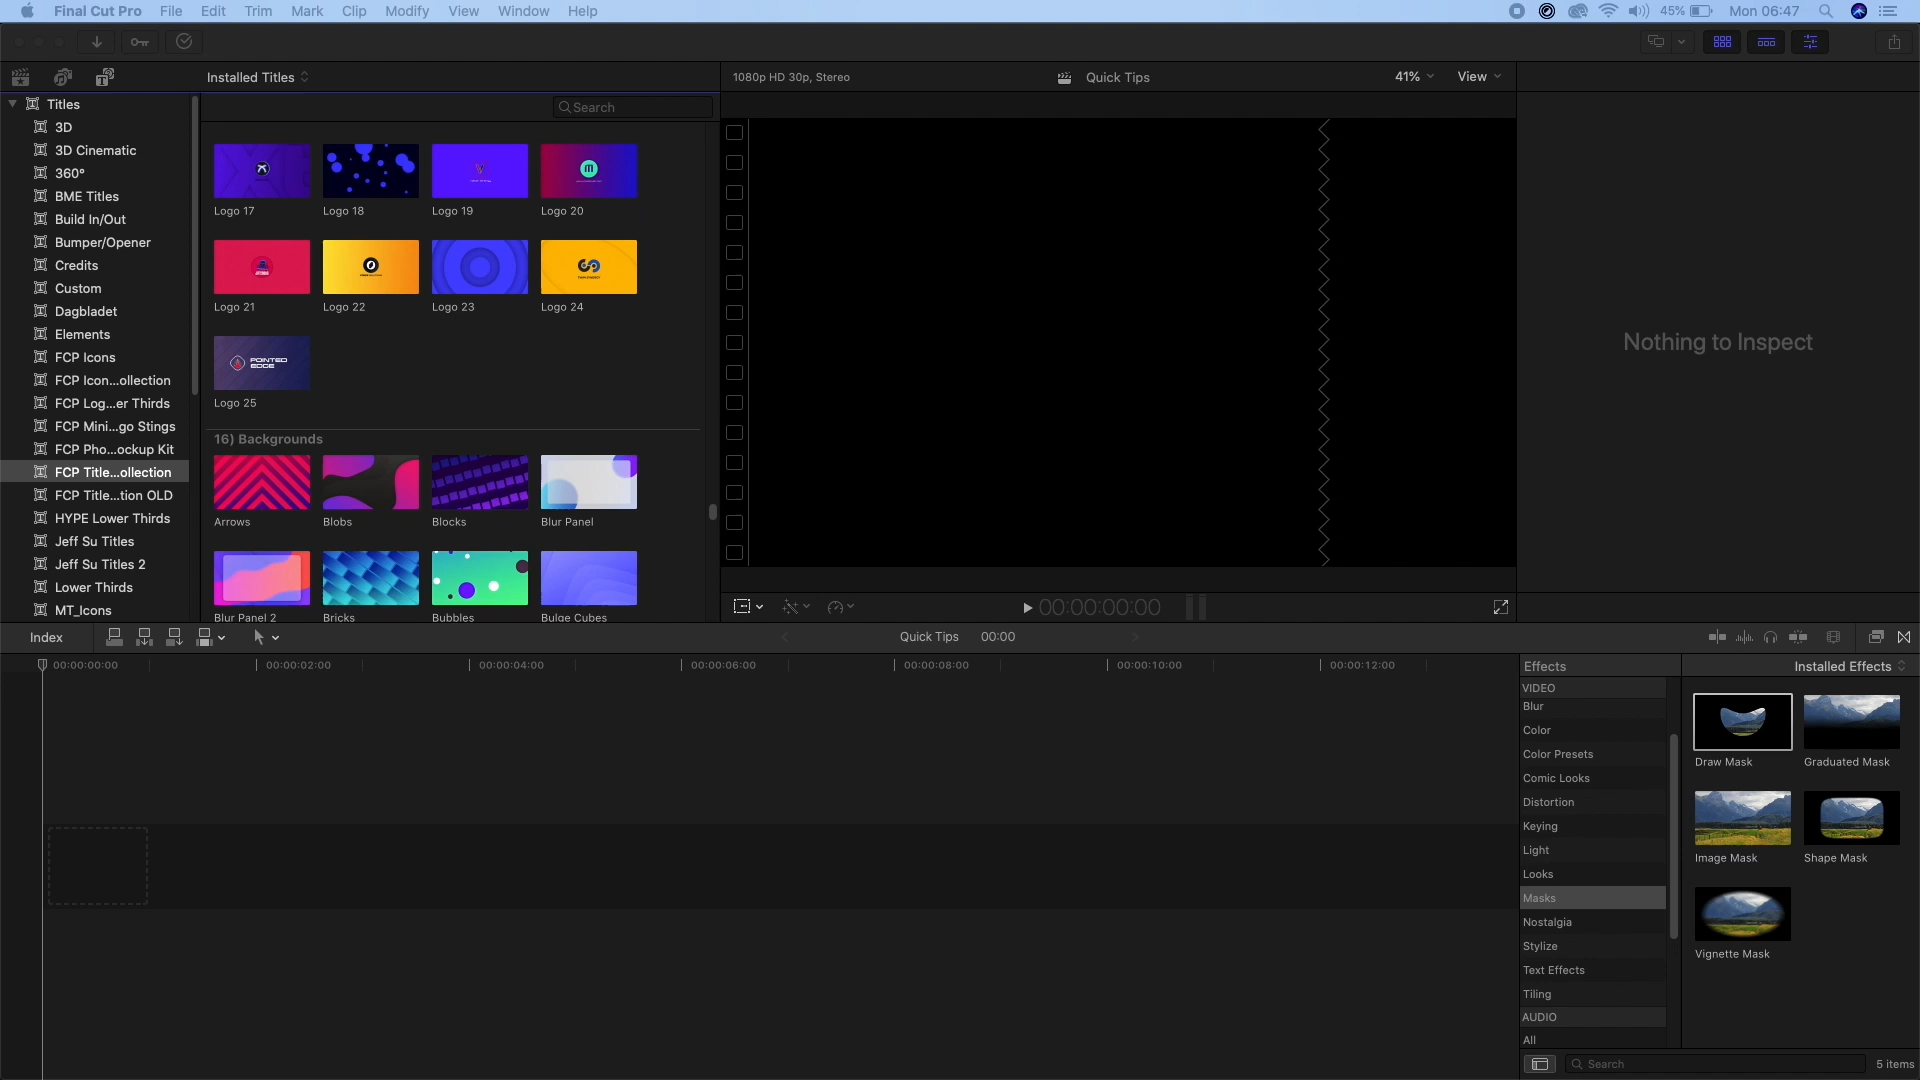 Final Cut Pro File Edit Trim Mark Clip Modify View Window Help 45% Mon 06:47
Installed Titles
1080p HD 30p, Stereo Quick Tips 41% View
Titles
3D
3D Cinematic
360°
BME Titles
Build In/Out
Bumper/Opener
Credits
Custom
Dagbladet
Elements
FCP Icons
FCP Icon...ollection
FCP Log...er Thirds
FCP Mini...go Stings
FCP Pho...ockup Kit
FCP Title...ollection
FCP Title...tion OLD
HYPE Lower Thirds
Jeff Su Titles
Jeff Su Titles 2
Lower Thirds
MT_Icons
Search
Logo 17 Logo 18 Logo 19 Logo 20
Logo 21 Logo 22 Logo 23 Logo 24
POINTED
EDGE
Logo 25
16) Backgrounds
Arrows Blobs Blocks Blur Panel
Blur Panel 2 Bricks Bubbles Bulge Cubes
00:00:00:00
Nothing to Inspect
Index Quick Tips 00:00
00:00:00:00 00:00:02:00 00:00:04:00 00:00:06:00 00:00:08:00 00:00:10:00 00:00:12:00
Effects Installed Effects
VIDEO
Blur
Color
Color Presets
Comic Looks
Distortion
Keying
Light
Looks
Masks
Nostalgia
Stylize
Text Effects
Tiling
AUDIO
All
Draw Mask Graduated Mask
Image Mask Shape Mask
Vignette Mask
Search 5 items